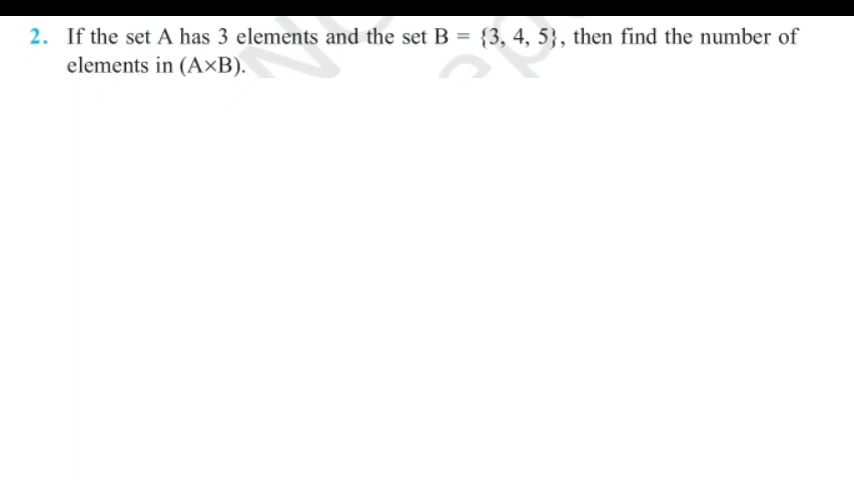 2. If the set A has 3 elements and the set B = {3, 4, 5}, then find the number of
elements in (A×B).